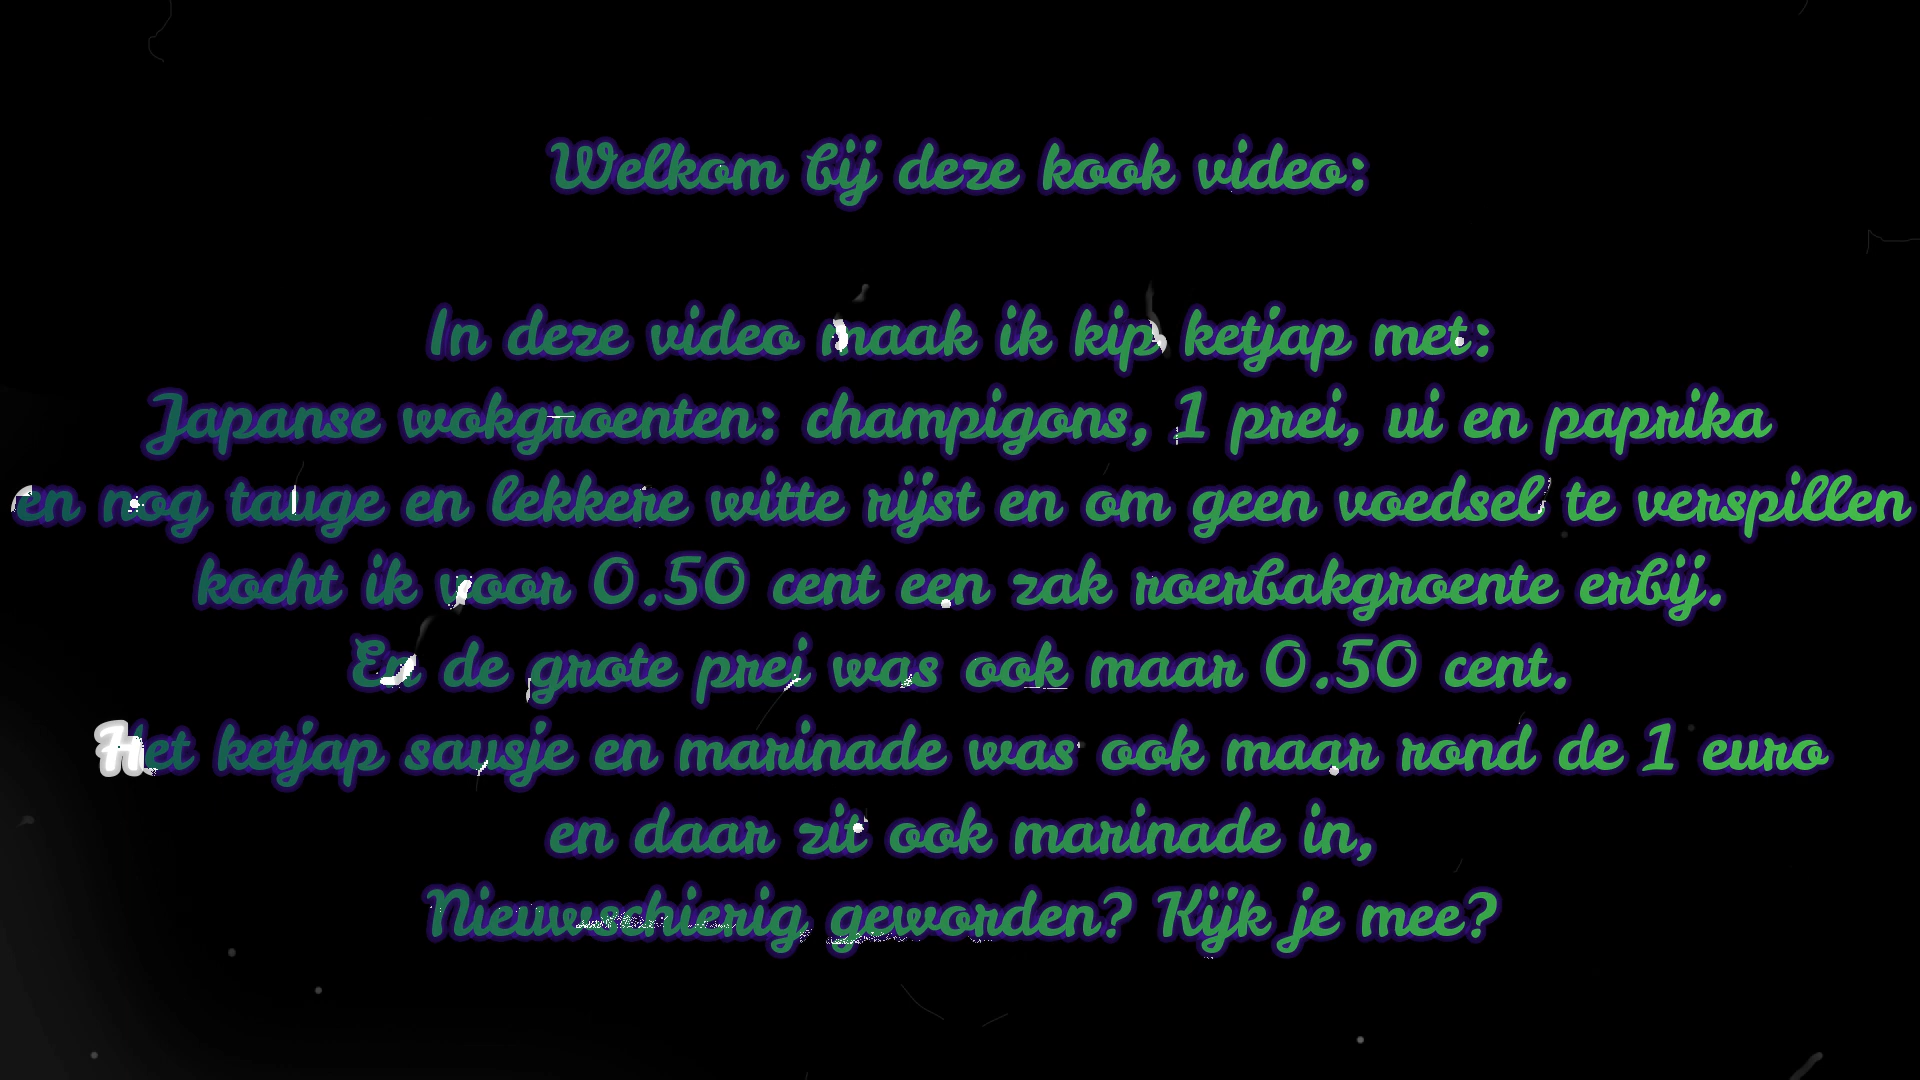 Welkom bij deze kook video:
In deze video maak ik kip ketjap met:
Japanse wokgroenten: champigons, 1 prei, ui en paprika
en nog tauge en lekkere witte rijst en om geen voedsel te verspillen
kocht ik voor 0.50 cent een zak roerbakgroente erbij.
En de grote prei was ook maar 0.50 cent.
Het ketjap sausje en marinade was ook maar rond de 1 euro
en daar zit ook marinade in,
Nieuwschierig geworden? Kijk je mee?